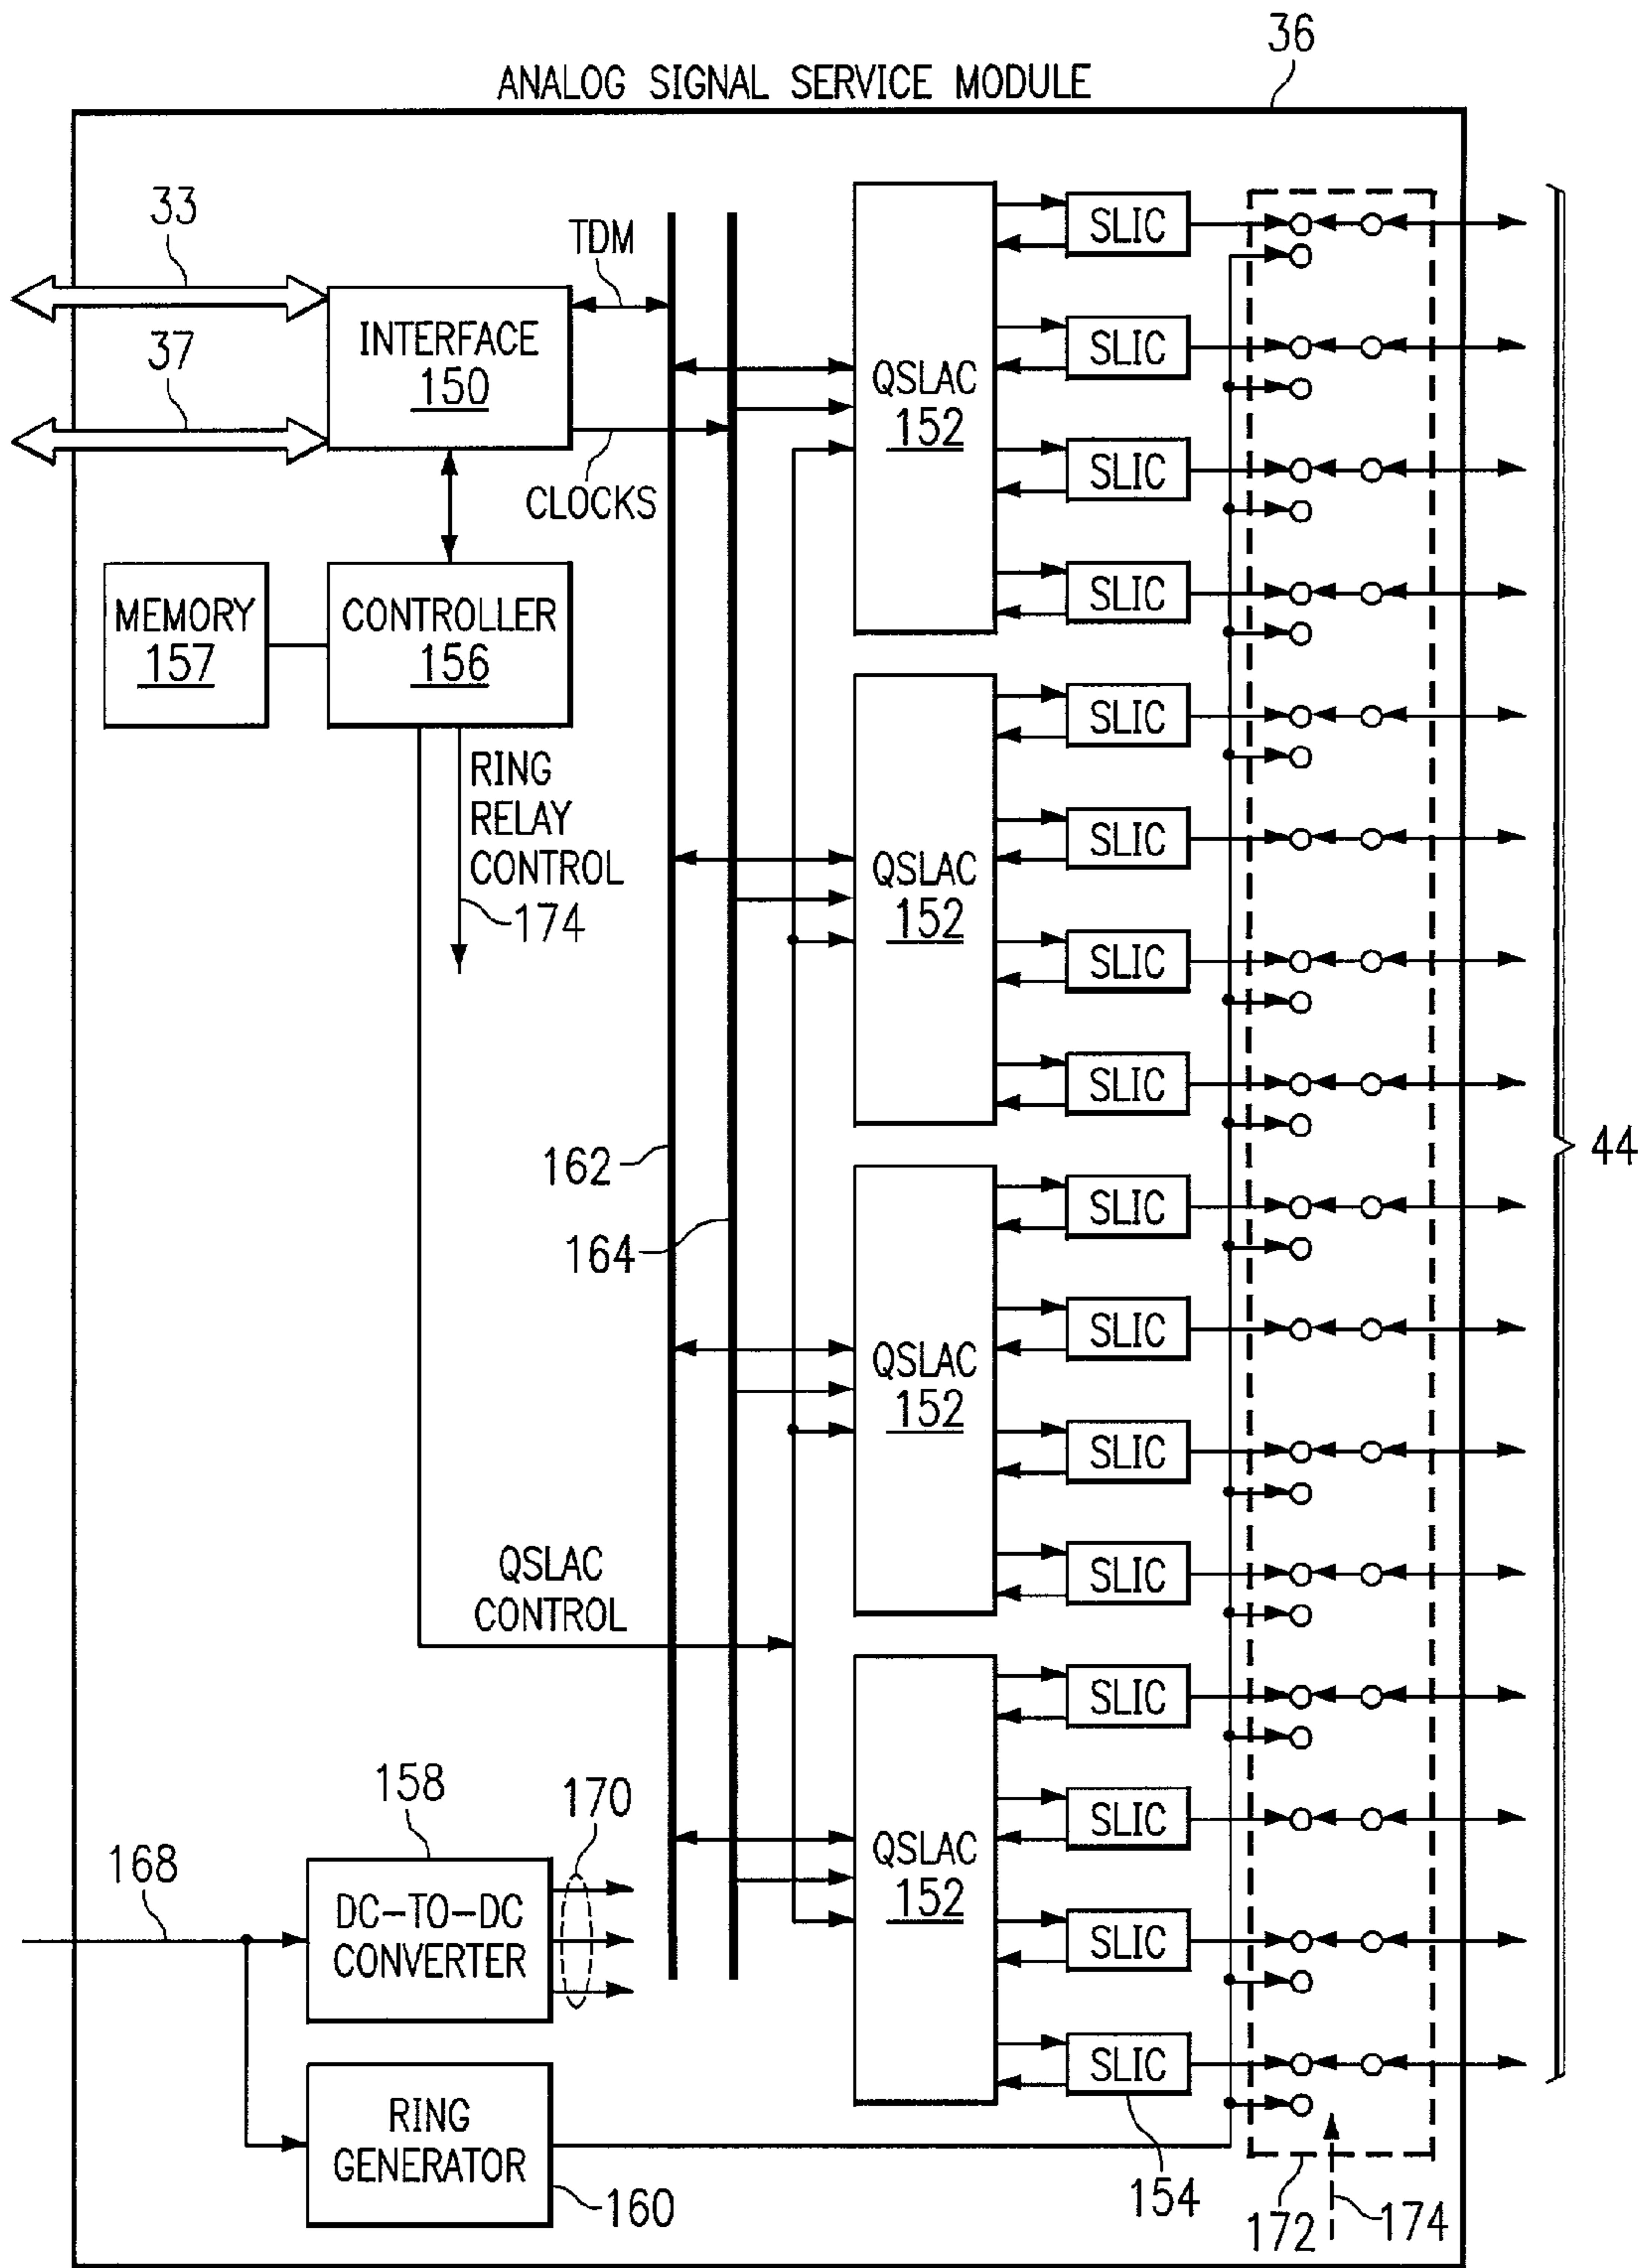 36
ANALOG SIGNAL SERVICE MODULE
33
TDM
37
INTERFACE
150
CLOCKS
MEMORY
157
CONTROLLER
156
RING
RELAY
CONTROL
174
162
164
QSLAC
CONTROL
158
170
168
DC-TO-DC
CONVERTER
RING
GENERATOR
160
QSLAC
152
SLIC
SLIC
SLIC
SLIC
QSLAC
152
SLIC
SLIC
SLIC
SLIC
QSLAC
152
SLIC
SLIC
SLIC
SLIC
QSLAC
152
SLIC
SLIC
SLIC
SLIC
154
172
174
44